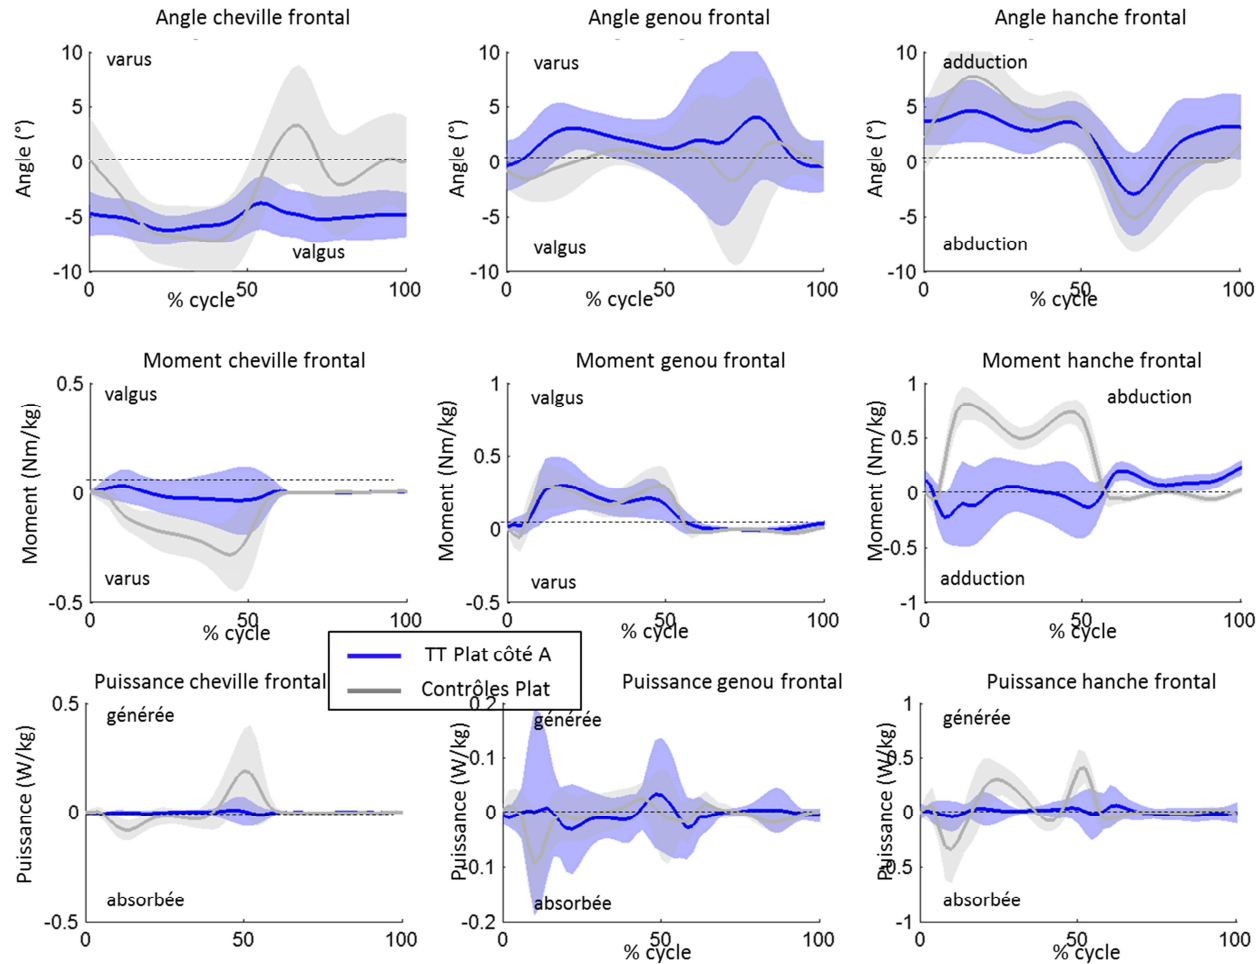 Angle cheville frontal
Angle genou frontal
Angle hanche frontal
10
varus
5
0
-5
-10
Angle (°)
valgus
0
50
100
% cycle
10
varus
5
0
-5
-10
Angle (°)
valgus
0
50
100
% cycle
10
adduction
5
0
-5
-10
Angle (°)
abduction
0
50
100
% cycle
Moment cheville frontal
Moment genou frontal
Moment hanche frontal
0.5
valgus
0
-0.5
Moment (Nm/kg)
varus
0
50
100
% cycle
1
valgus
0.5
0
-0.5
Moment (Nm/kg)
varus
0
50
100
% cycle
1
abduction
0.5
0
-0.5
-1
Moment (Nm/kg)
adduction
0
50
100
% cycle
TT Plat côté A
Contrôles Plat
Puissance cheville frontal
Puissance genou frontal
Puissance hanche frontal
0.5
générée
0
-0.5
Puissance (W/kg)
absorbée
0
50
100
% cycle
0.2
générée
0.1
0
-0.1
-0.2
Puissance (W/kg)
absorbée
0
50
100
% cycle
1
générée
0.5
0
-0.5
-1
Puissance (W/kg)
absorbée
0
50
100
% cycle